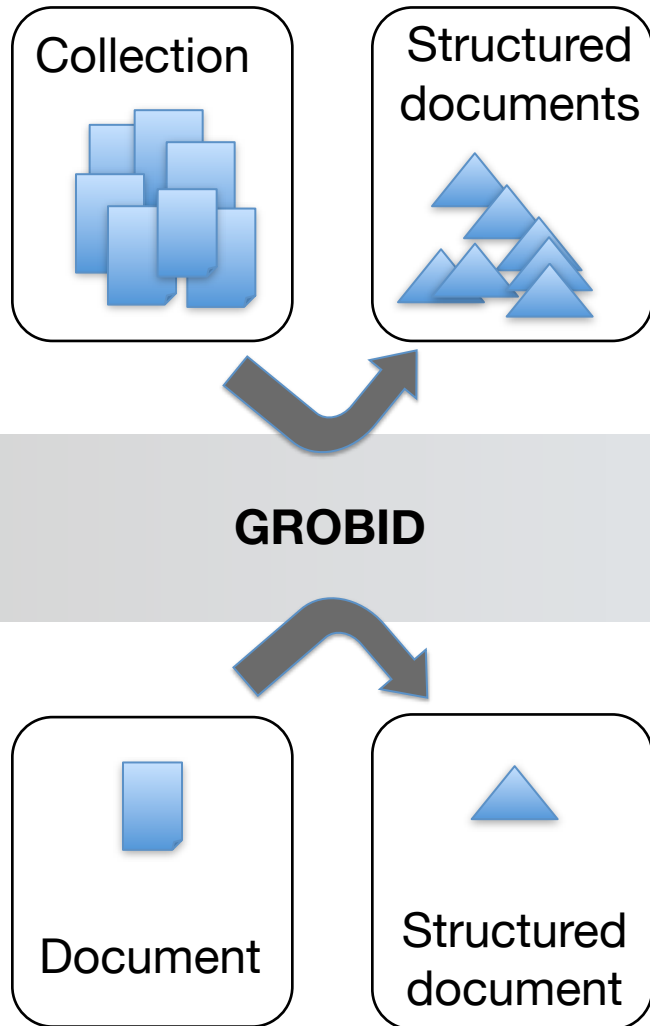 Collection
Structured
documents
GROBID
Document
Structured
document